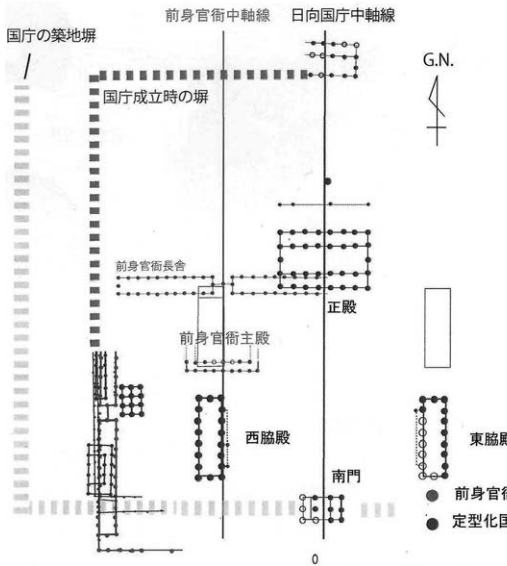 前身官衙中軸線
日向国庁中軸線
国庁の築地塀
G.N.
国庁成立時の塀
前身官衙長舎
正殿
前身官衙主殿
西脇殿
東脇殿
南門
前身官衙
定型化国
0